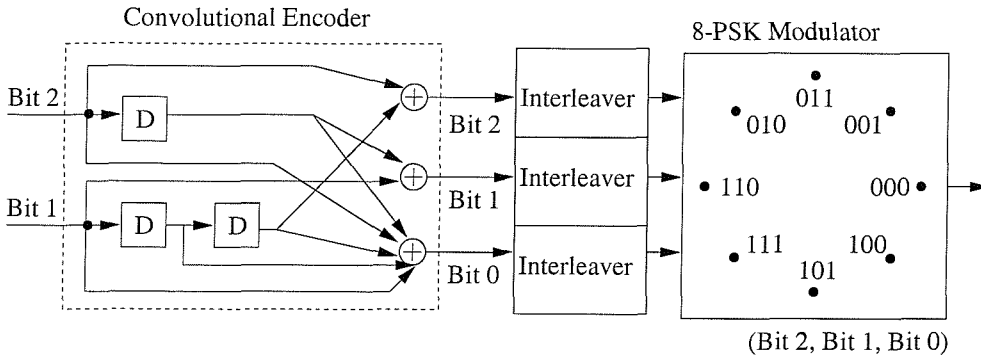 Convolutional Encoder
8-PSK Modulator
Bit 2
D
Bit 2
Interleaver
011
010
001
Bit 1
Interleaver
110
000
Bit 1
D
D
Bit 0
Interleaver
111
100
101
(Bit 2, Bit 1, Bit 0)